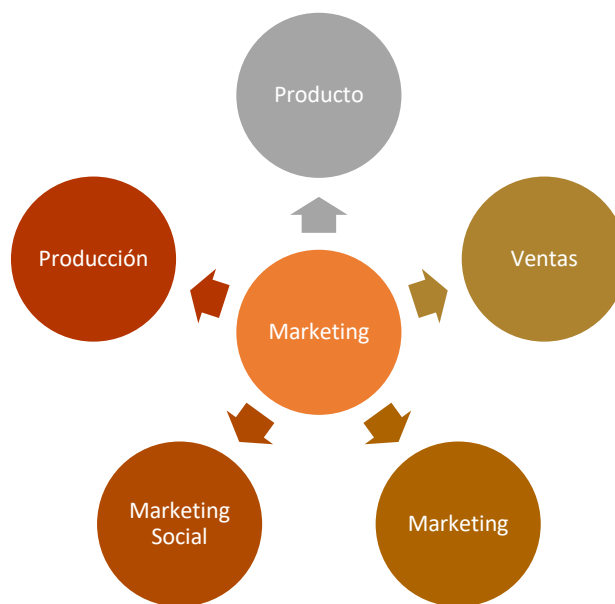 Producto
Producción
Ventas
Marketing
Marketing
Social
Marketing